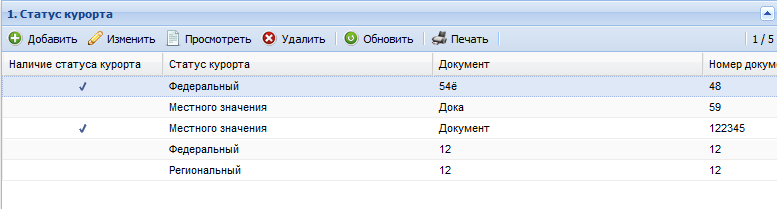 1. Статус курорта
Добавить Изменить Просмотреть Удалить Обновить Печать 1 / 5
Наличие статуса курорта Статус курорта Документ Номер докуме
Федеральный 54ё 48
Местного значения Дока 59
Местного значения Документ 122345
Федеральный 12 12
Региональный 12 12